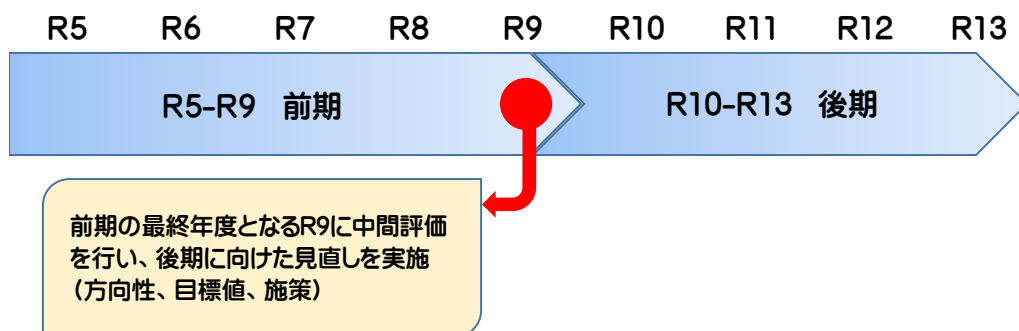 R5 R6 R7 R8 R9 R10 R11 R12 R13
R5-R9 前期 R10-R13 後期
前期の最終年度となるR9に中間評価
を行い、後期に向けた見直しを実施
（方向性、目標値、施策）